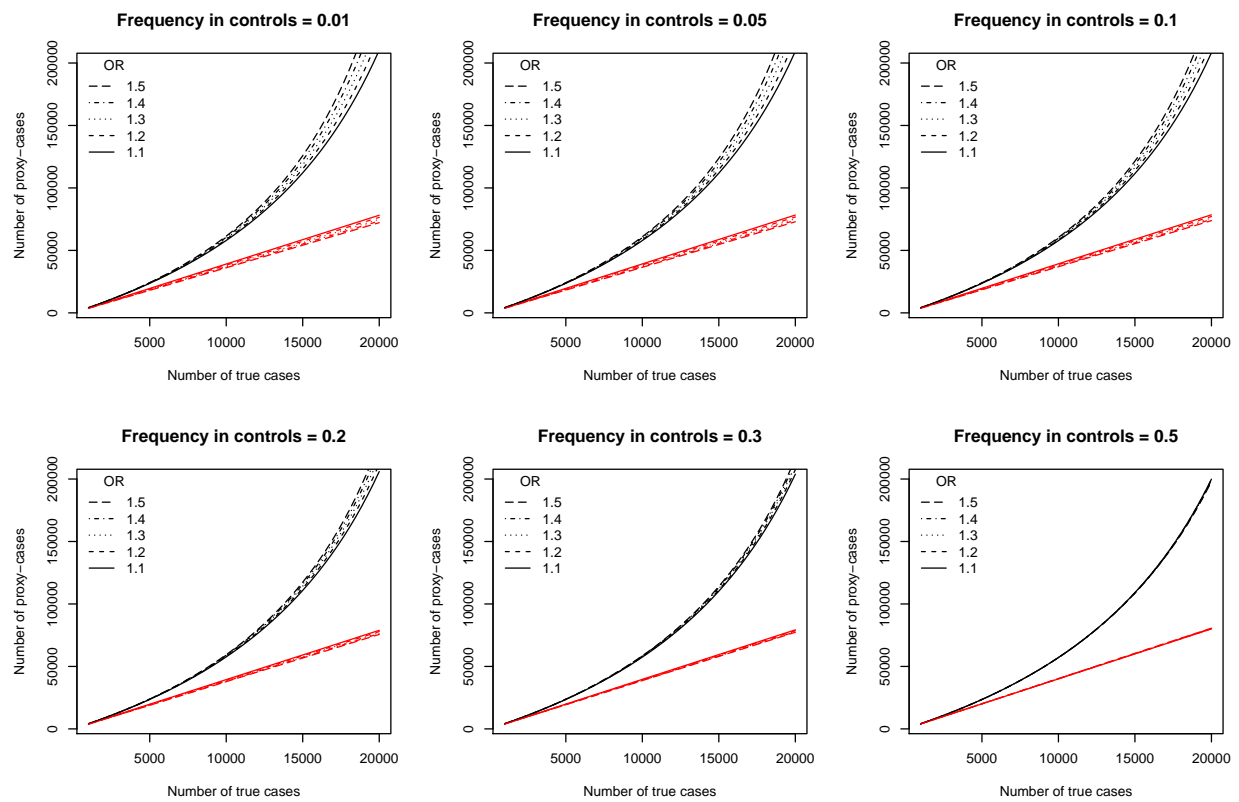 Frequency in controls = 0.01
Number of proxy−cases
200000
150000
100000
50000
0
OR
1.5
1.4
1.3
1.2
1.1
5000 10000 15000 20000
Number of true cases
Frequency in controls = 0.05
Number of proxy−cases
200000
150000
100000
50000
0
OR
1.5
1.4
1.3
1.2
1.1
5000 10000 15000 20000
Number of true cases
Frequency in controls = 0.1
Number of proxy−cases
200000
150000
100000
50000
0
OR
1.5
1.4
1.3
1.2
1.1
5000 10000 15000 20000
Number of true cases
Frequency in controls = 0.2
Number of proxy−cases
200000
150000
100000
50000
0
OR
1.5
1.4
1.3
1.2
1.1
5000 10000 15000 20000
Number of true cases
Frequency in controls = 0.3
Number of proxy−cases
200000
150000
100000
50000
0
OR
1.5
1.4
1.3
1.2
1.1
5000 10000 15000 20000
Number of true cases
Frequency in controls = 0.5
Number of proxy−cases
200000
150000
100000
50000
0
OR
1.5
1.4
1.3
1.2
1.1
5000 10000 15000 20000
Number of true cases